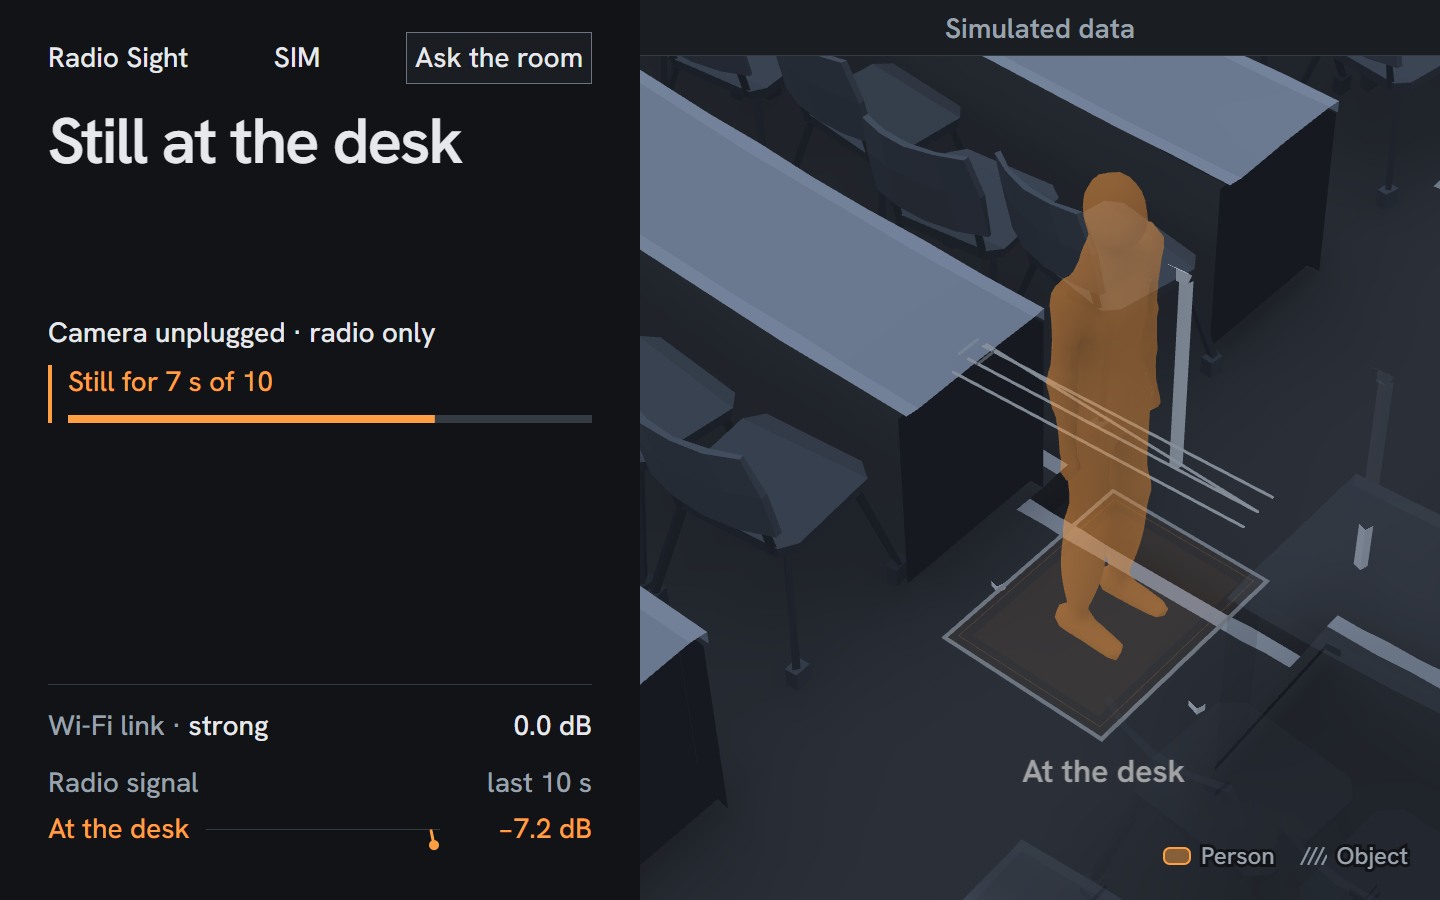 Radio Sight
SIM
Ask the room
Still at the desk
Camera unplugged · radio only
Still for 7 s of 10
Wi-Fi link · strong
0.0 dB
Radio signal
last 10 s
At the desk
−7.2 dB
Simulated data
At the desk
Person
Object